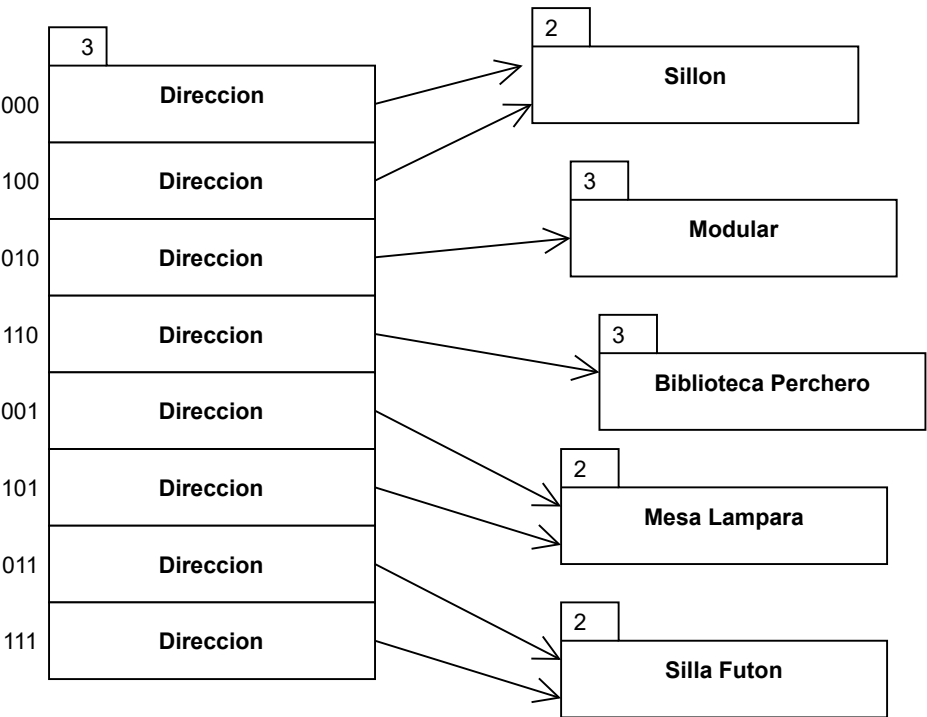 3
000
Direccion
100
Direccion
010
Direccion
110
Direccion
001
Direccion
101
Direccion
011
Direccion
111
Direccion
2
Sillon
3
Modular
3
Biblioteca Perchero
2
Mesa Lampara
2
Silla Futon